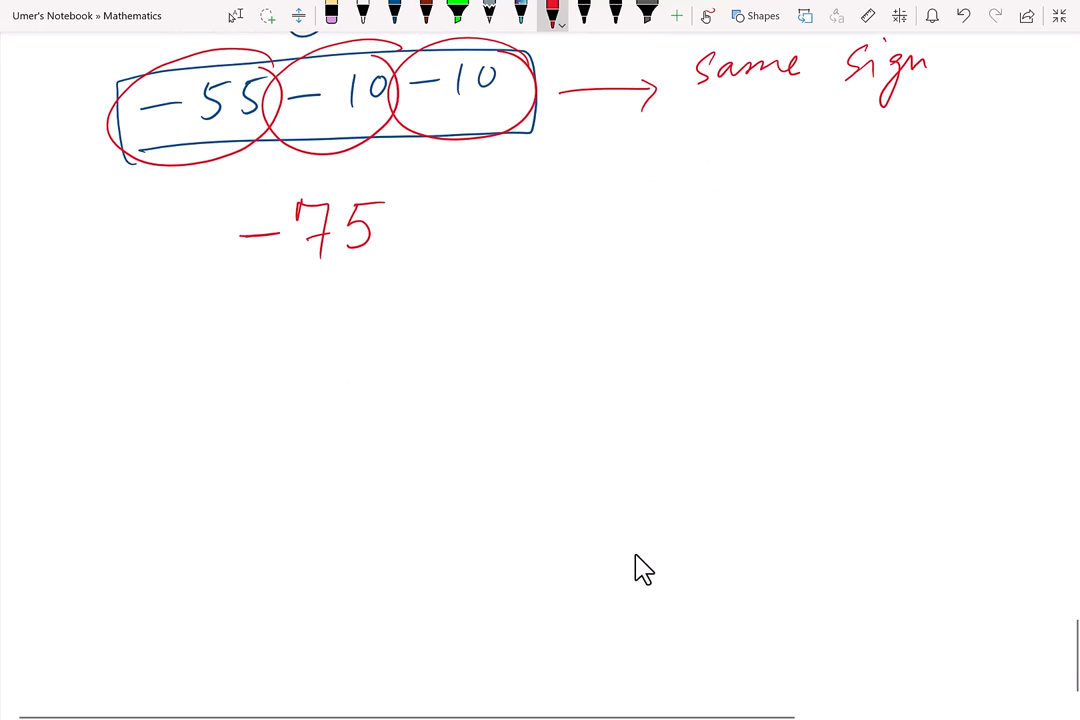 Umer's Notebook » Mathematics
Shapes
- 55 - 10 - 10 → same sign
- 75